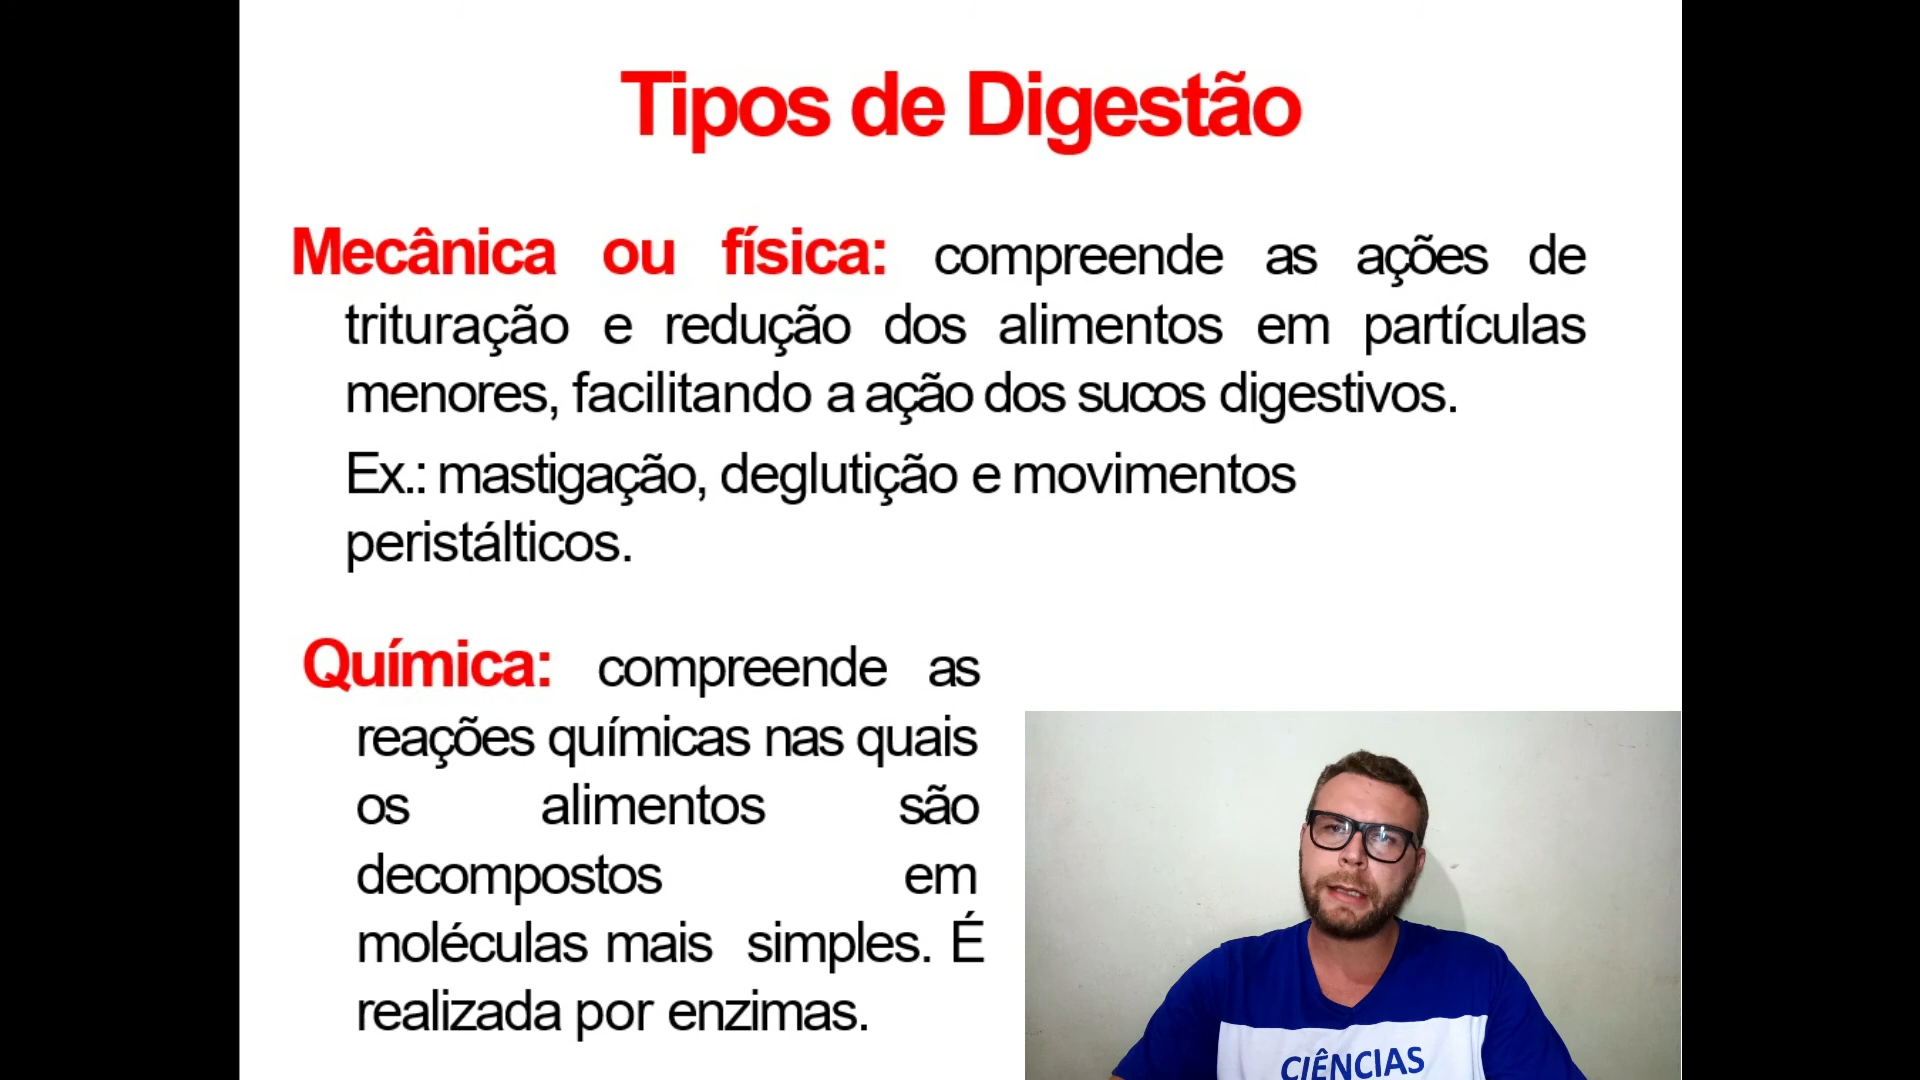 Tipos de Digestão
Mecânica ou física: compreende as ações de
trituração e redução dos alimentos em partículas
menores, facilitando a ação dos sucos digestivos.
Ex.: mastigação, deglutição e movimentos
peristálticos.
Química: compreende as
reações químicas nas quais
os alimentos são
decompostos em
moléculas mais simples. É
realizada por enzimas.
CIÊNCIAS